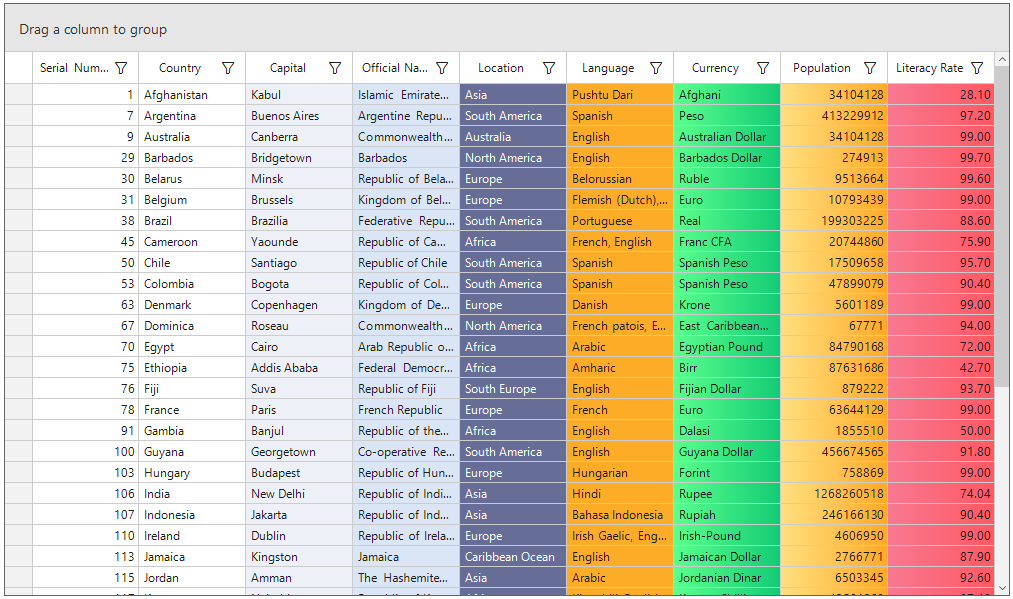 Drag a column to group
Serial Num... Country Capital Official Na... Location Language Currency Population Literacy Rate
1 Afghanistan Kabul Islamic Emirate... Asia Pushtu Dari Afghani 34104128 28.10
7 Argentina Buenos Aires Argentine Repu... South America Spanish Peso 413229912 97.20
9 Australia Canberra Commonwealth... Australia English Australian Dollar 34104128 99.00
29 Barbados Bridgetown Barbados North America English Barbados Dollar 274913 99.70
30 Belarus Minsk Republic of Bela... Europe Belorussian Ruble 9513664 99.60
31 Belgium Brussels Kingdom of Bel... Europe Flemish (Dutch),... Euro 10793439 99.00
38 Brazil Brazilia Federative Repu... South America Portuguese Real 199303225 88.60
45 Cameroon Yaounde Republic of Ca... Africa French, English Franc CFA 20744860 75.90
50 Chile Santiago Republic of Chile South America Spanish Spanish Peso 17509658 95.70
53 Colombia Bogota Republic of Col... South America Spanish Spanish Peso 47899079 90.40
63 Denmark Copenhagen Kingdom of De... Europe Danish Krone 5601189 99.00
67 Dominica Roseau Commonwealth... North America French patois, E... East Caribbean... 67771 94.00
70 Egypt Cairo Arab Republic o... Africa Arabic Egyptian Pound 84790168 72.00
75 Ethiopia Addis Ababa Federal Democr... Africa Amharic Birr 87631686 42.70
76 Fiji Suva Republic of Fiji South Europe English Fijian Dollar 879222 93.70
78 France Paris French Republic Europe French Euro 63644129 99.00
91 Gambia Banjul Republic of the... Africa English Dalasi 1855510 50.00
100 Guyana Georgetown Co-operative Re... South America English Guyana Dollar 456674565 91.80
103 Hungary Budapest Republic of Hun... Europe Hungarian Forint 758869 99.00
106 India New Delhi Republic of Indi... Asia Hindi Rupee 1268260518 74.04
107 Indonesia Jakarta Republic of Ind... Asia Bahasa Indonesia Rupiah 246166130 90.40
110 Ireland Dublin Republic of Irela... Europe Irish Gaelic, Eng... Irish-Pound 4606950 99.00
113 Jamaica Kingston Jamaica Caribbean Ocean English Jamaican Dollar 2766771 87.90
115 Jordan Amman The Hashemite... Asia Arabic Jordanian Dinar 6503345 92.60